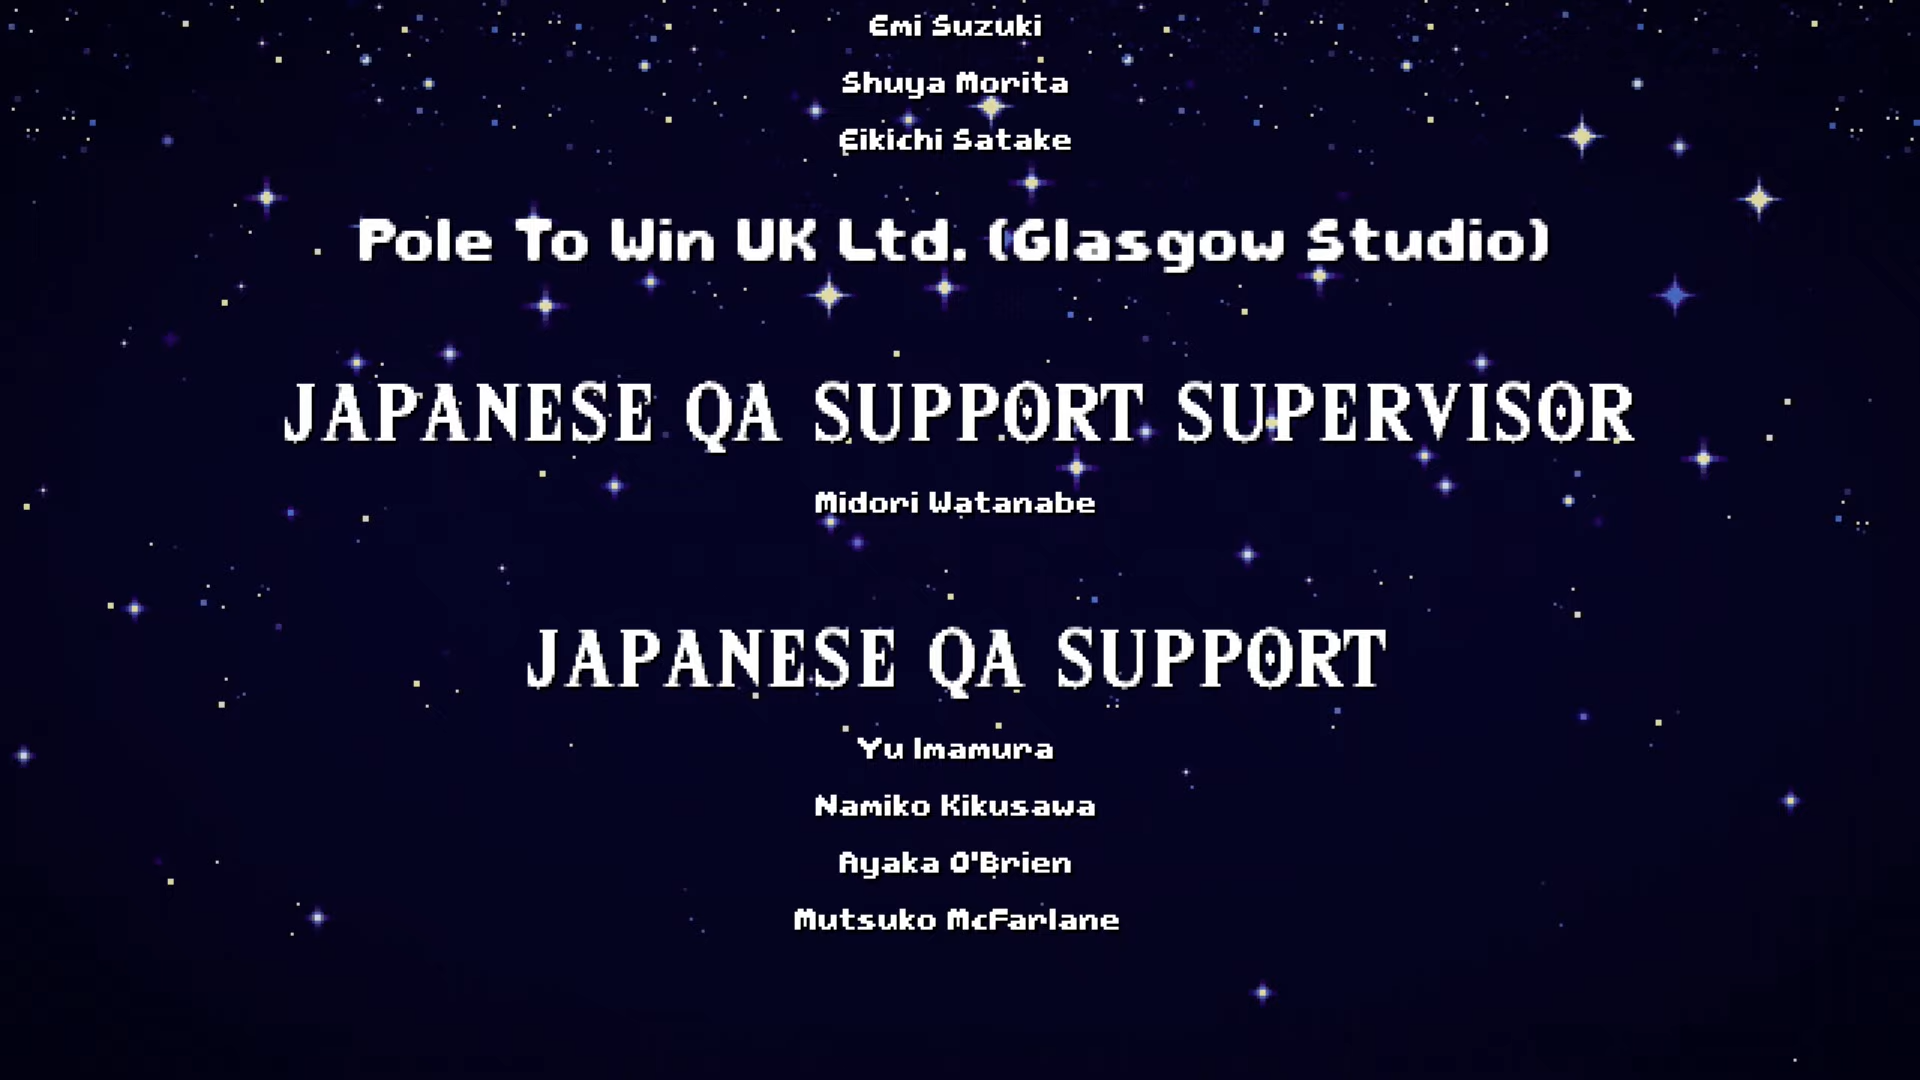 Emi Suzuki
Shuya Morita
Eikichi Satake
Pole To Win UK Ltd. (Glasgow Studio)
JAPANESE QA SUPPORT SUPERVISOR
Midori Watanabe
JAPANESE QA SUPPORT
Yu Imamura
Namiko Kikusawa
Ayaka O'Brien
Mutsuko McFarlane